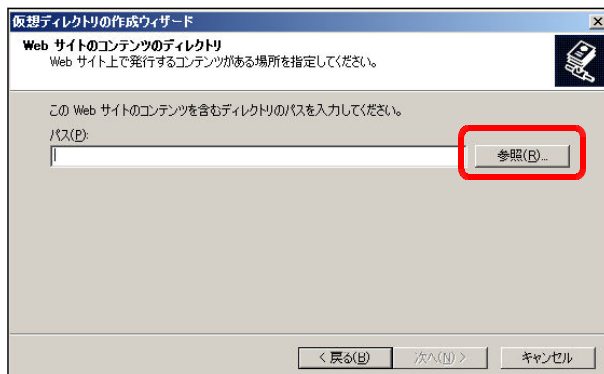 仮想ディレクトリの作成ウィザード
Web サイトのコンテンツのディレクトリ
Web サイト上で発行するコンテンツがある場所を指定してください。
この Web サイトのコンテンツを含むディレクトリのパスを入力してください。
パス(P):
参照(R)...
< 戻る(B)
次へ(N) >
キャンセル